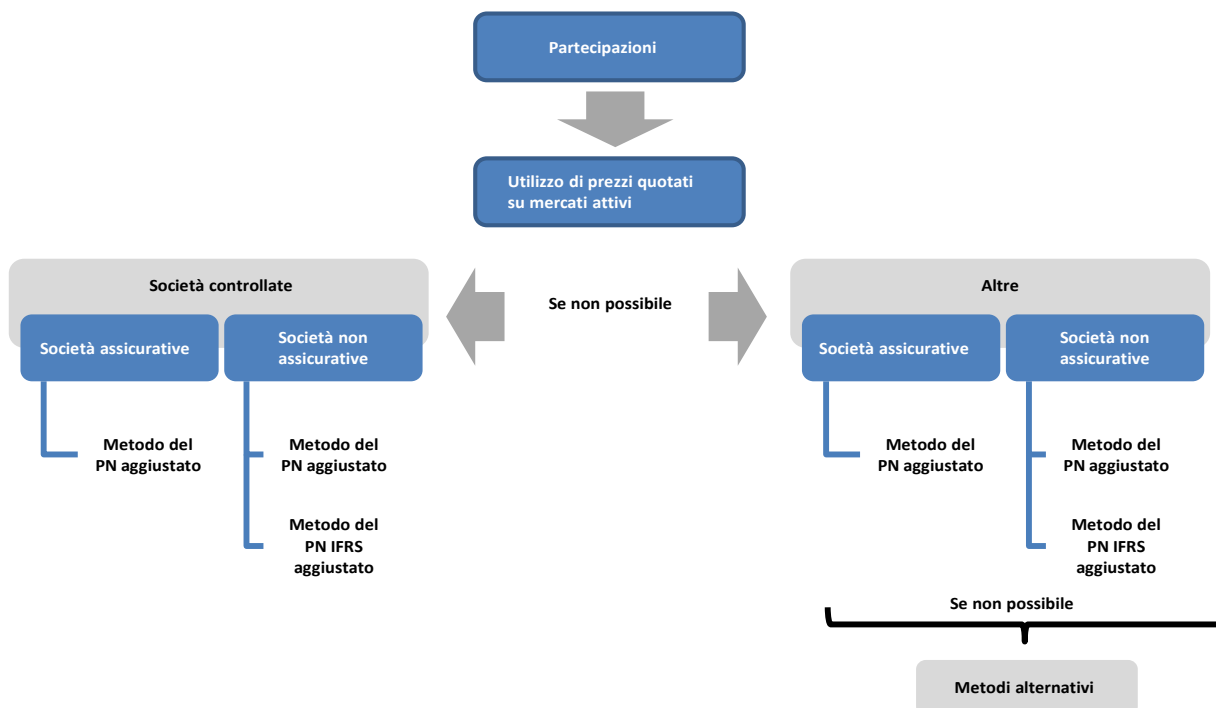 Partecipazioni
Utilizzo di prezzi quotati
su mercati attivi
Società controllate
Se non possibile
Altre
Società assicurative
Società non
assicurative
Società assicurative
Società non
assicurative
Metodo del
PN aggiustato
Metodo del
PN aggiustato
Metodo del
PN IFRS
aggiustato
Metodo del
PN aggiustato
Metodo del
PN aggiustato
Metodo del
PN IFRS
aggiustato
Se non possibile
Metodi alternativi